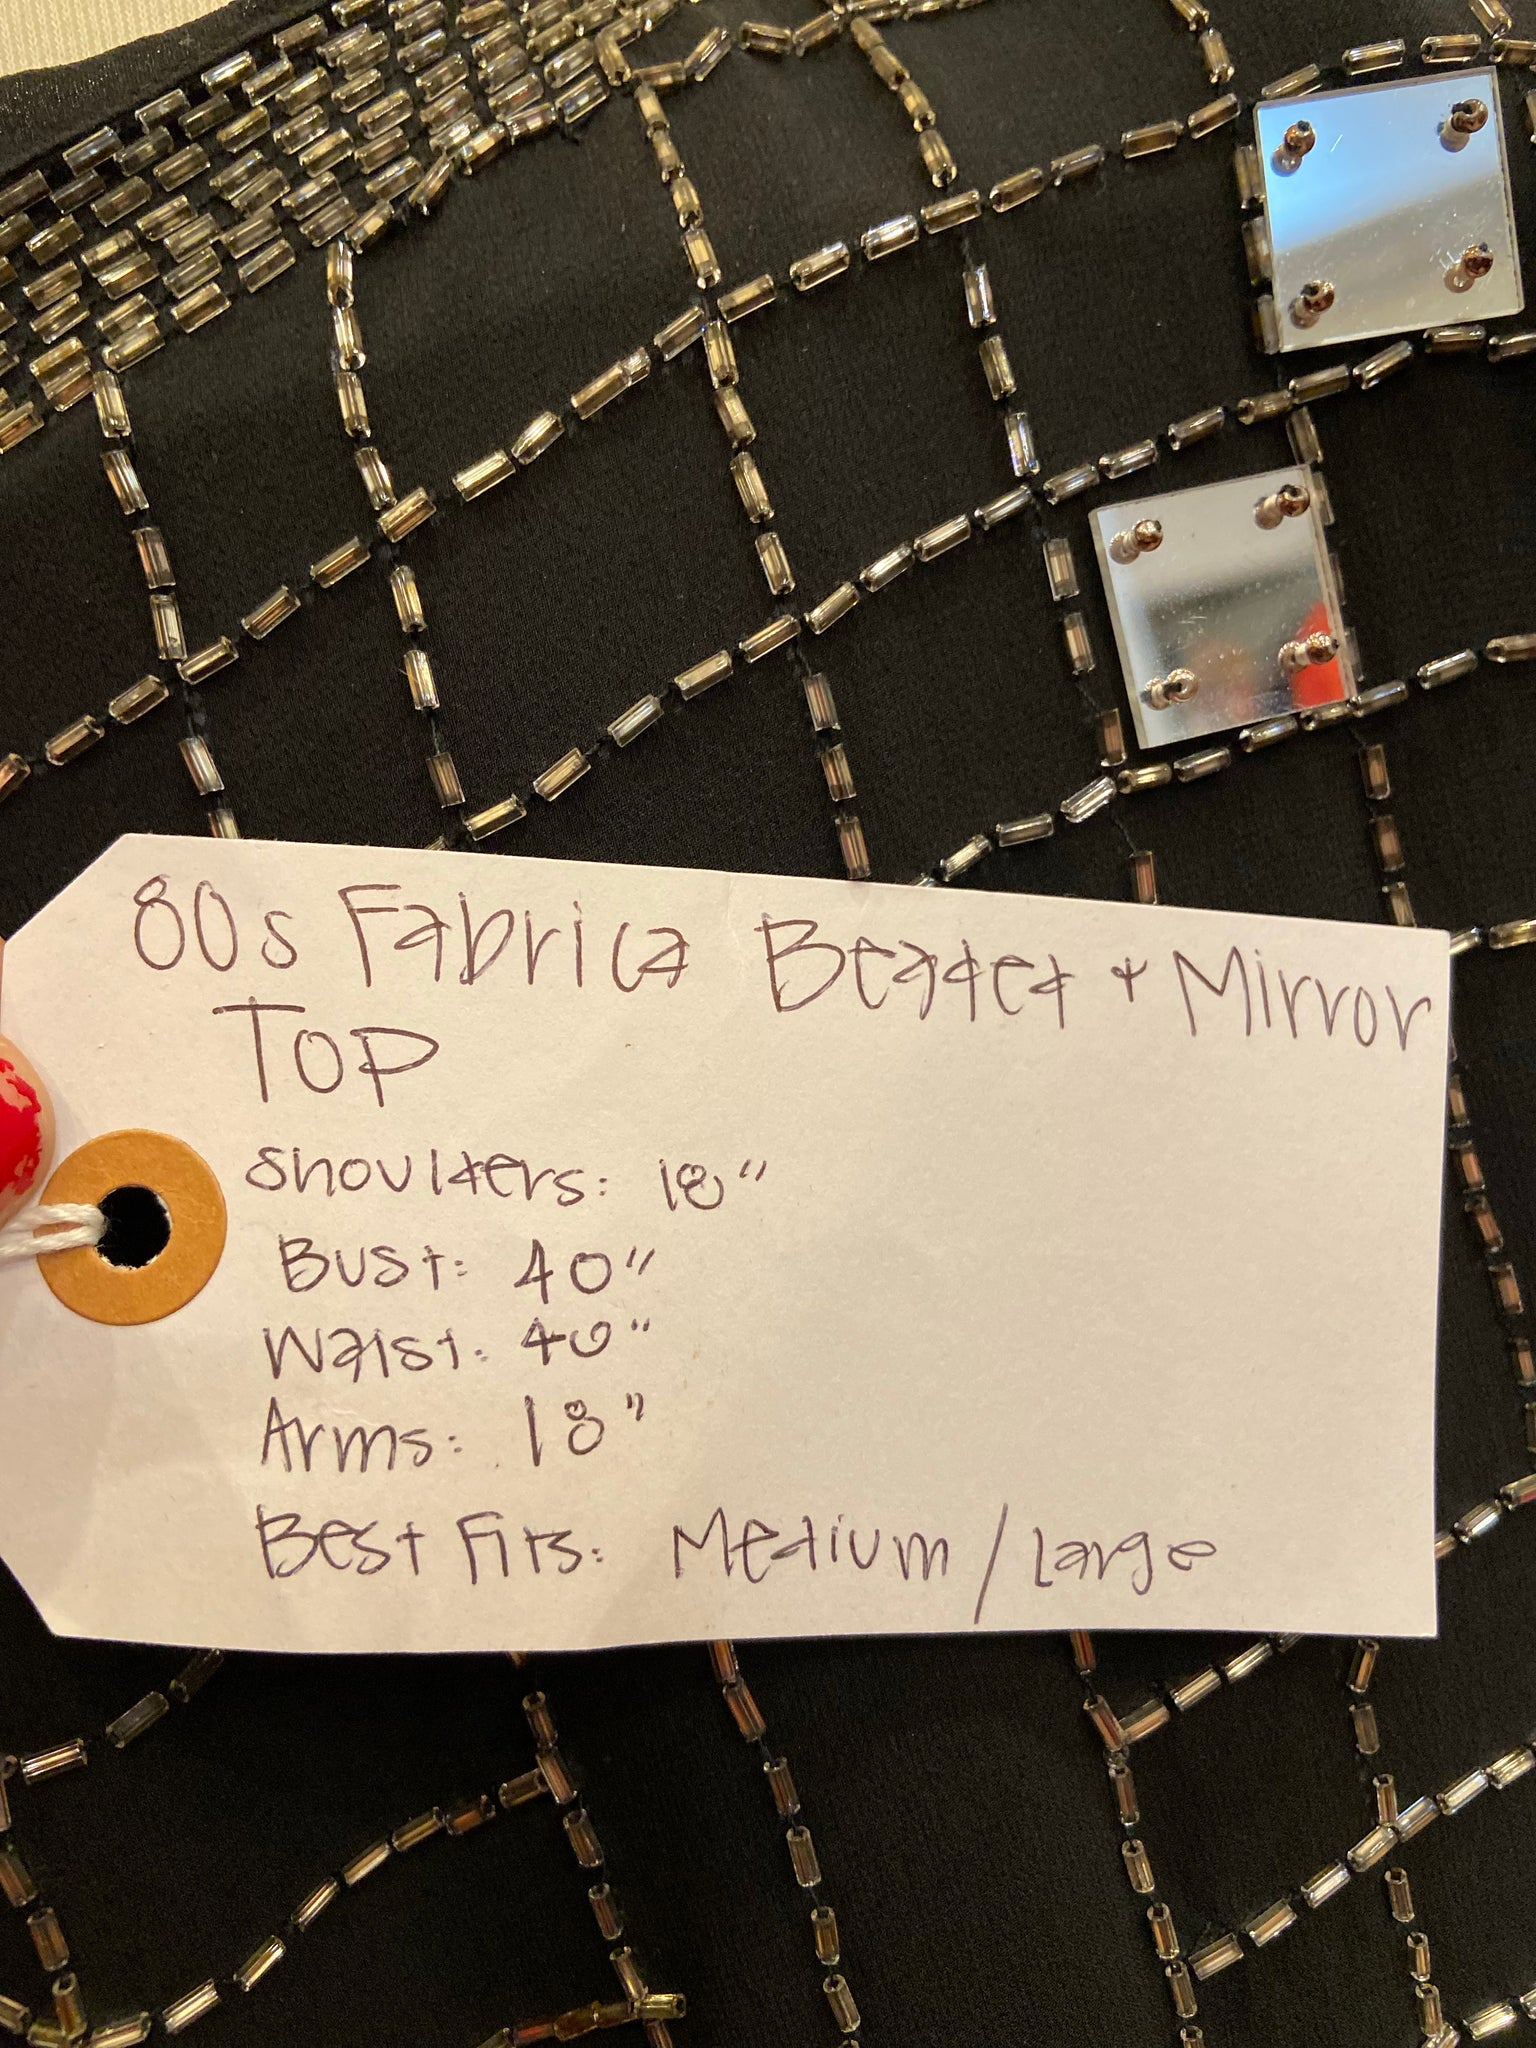 80s Fabrica Beaded + Mirror
TOP
Shoulders: 18"
Bust: 40"
Waist: 40"
Arms: 18"
Best Fits: Medium / Large